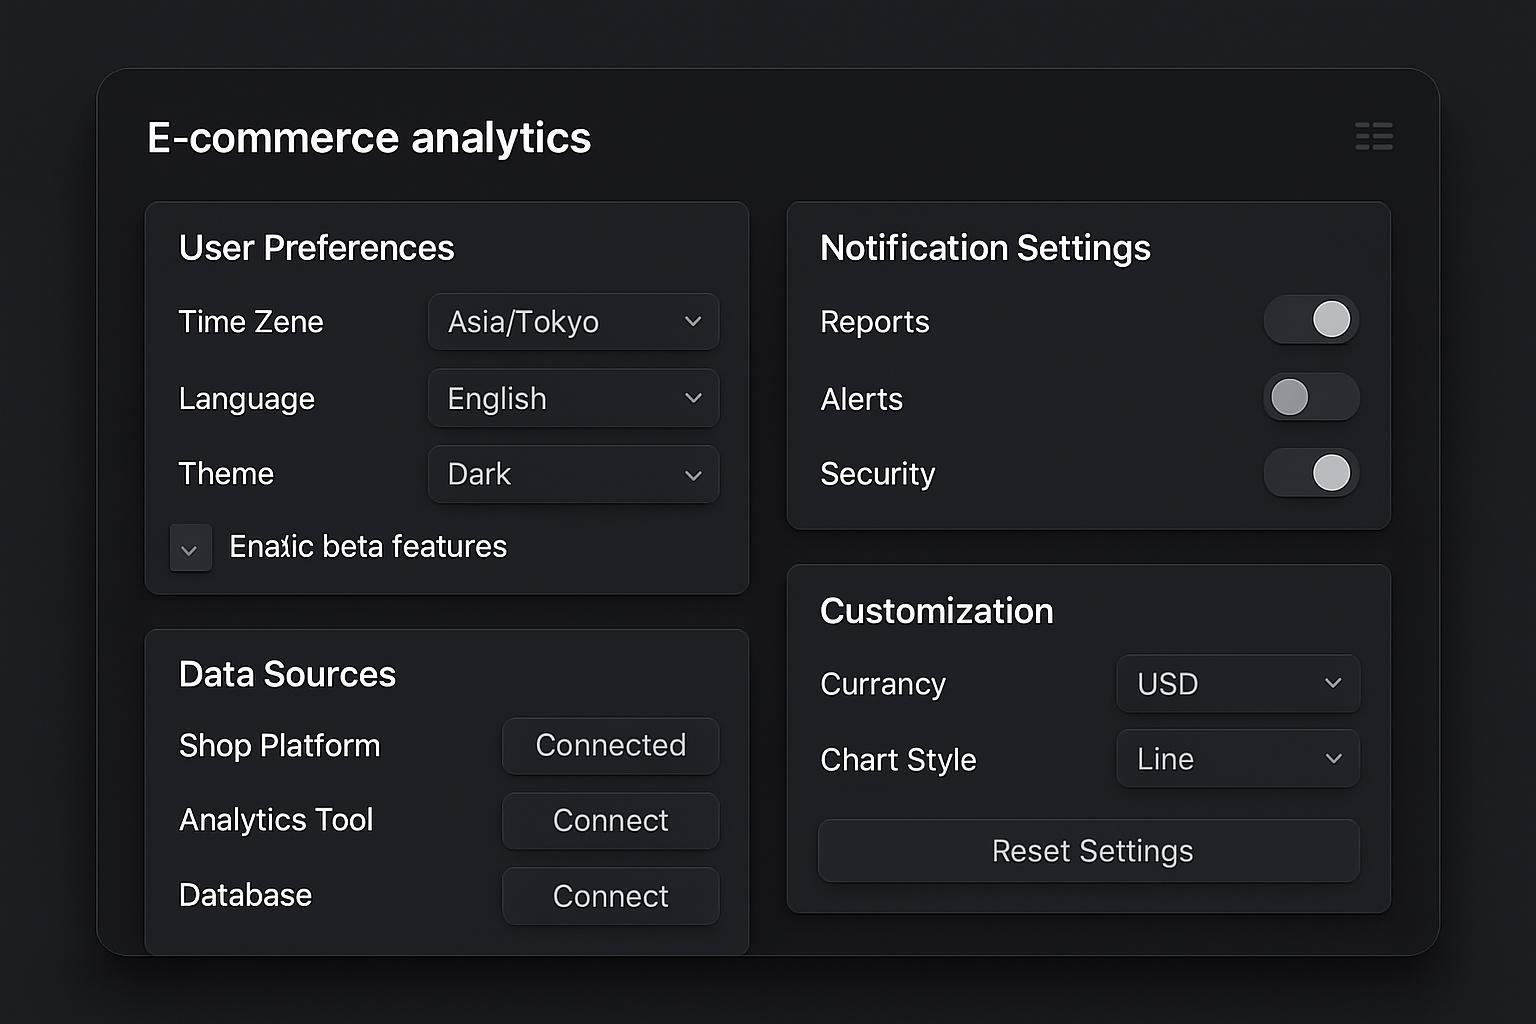 E-commerce analytics
User Preferences
Time Zene
Asia/Tokyo
Language
English
Theme
Dark
beta features
Data Sources
Shop Platform
Connected
Analytics Tool
Connect
Database
Connect
Notification Settings
Reports
Alerts
Security
Customization
Currancy
USD
Chart Style
Line
Reset Settings